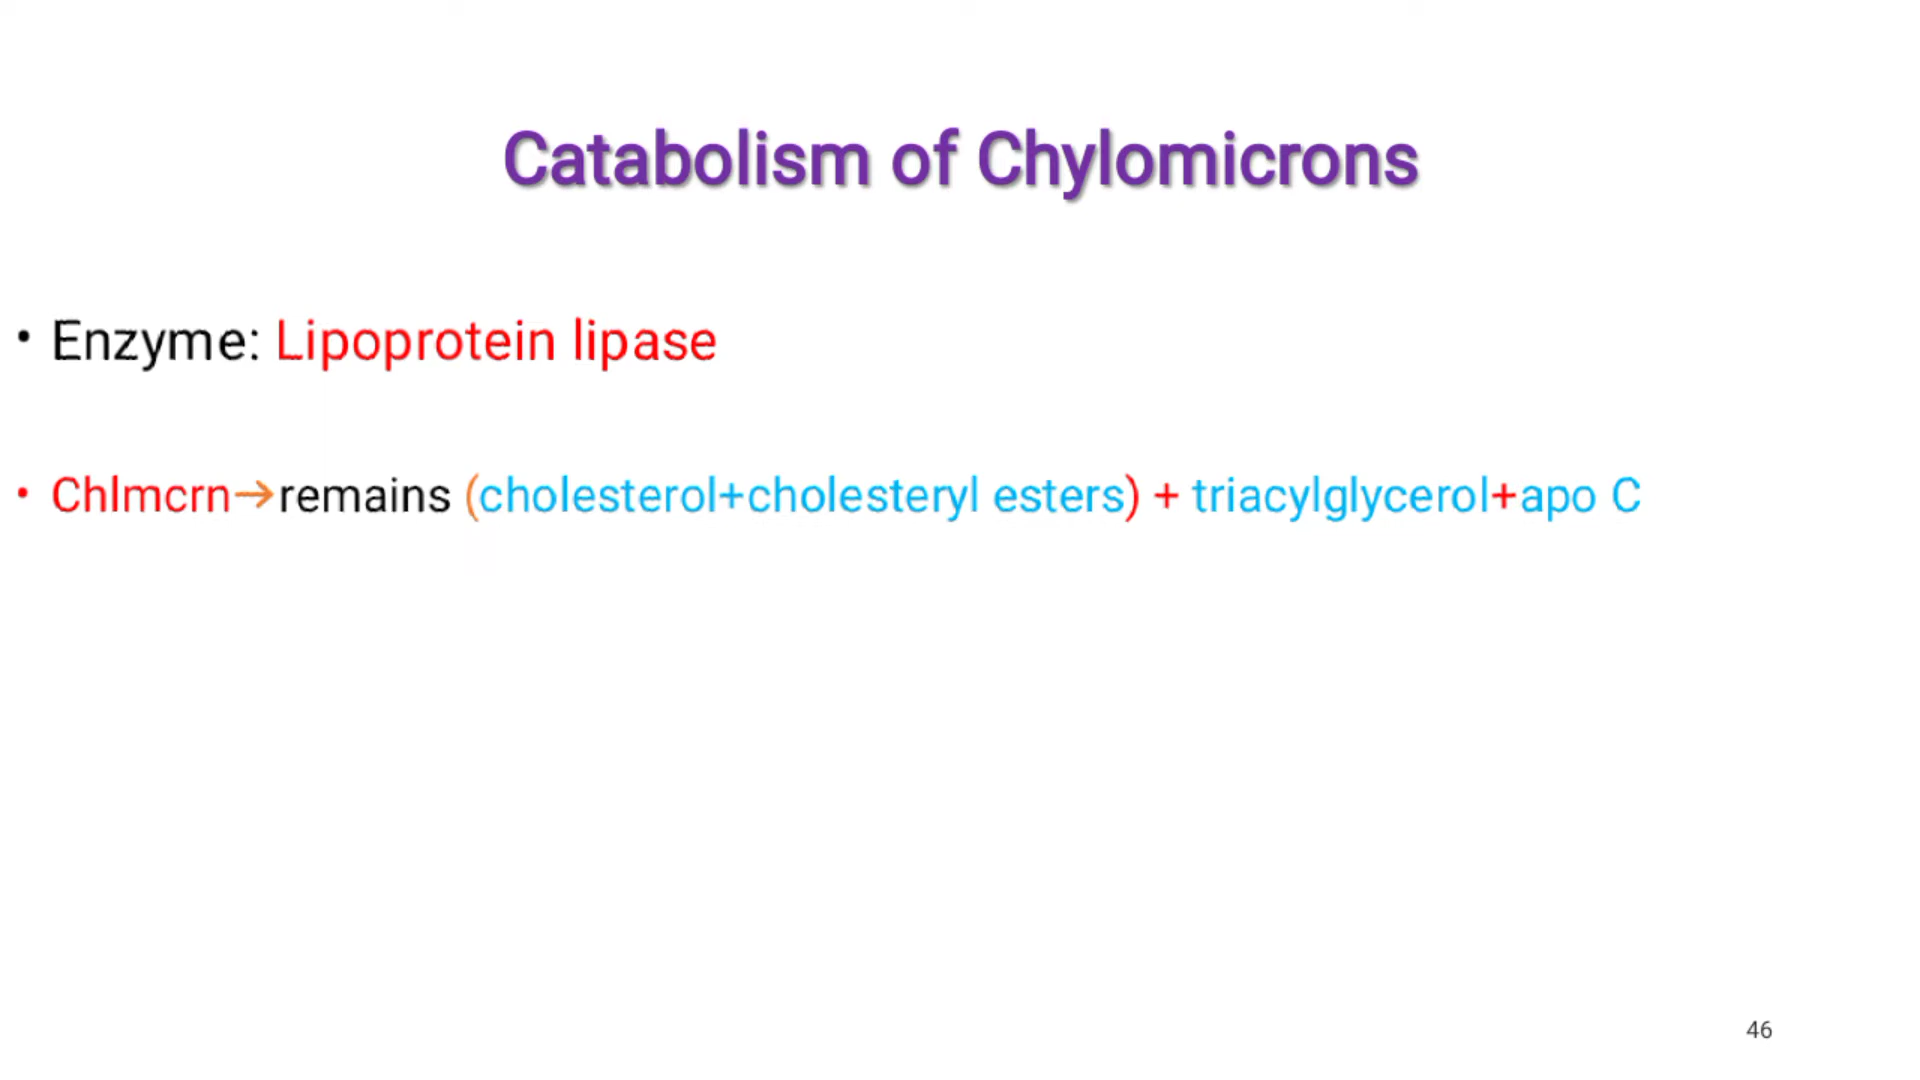 Catabolism of Chylomicrons
• Enzyme: Lipoprotein lipase
• Chlmcrn→remains (cholesterol+cholesteryl esters) + triacylglycerol+apo C
46